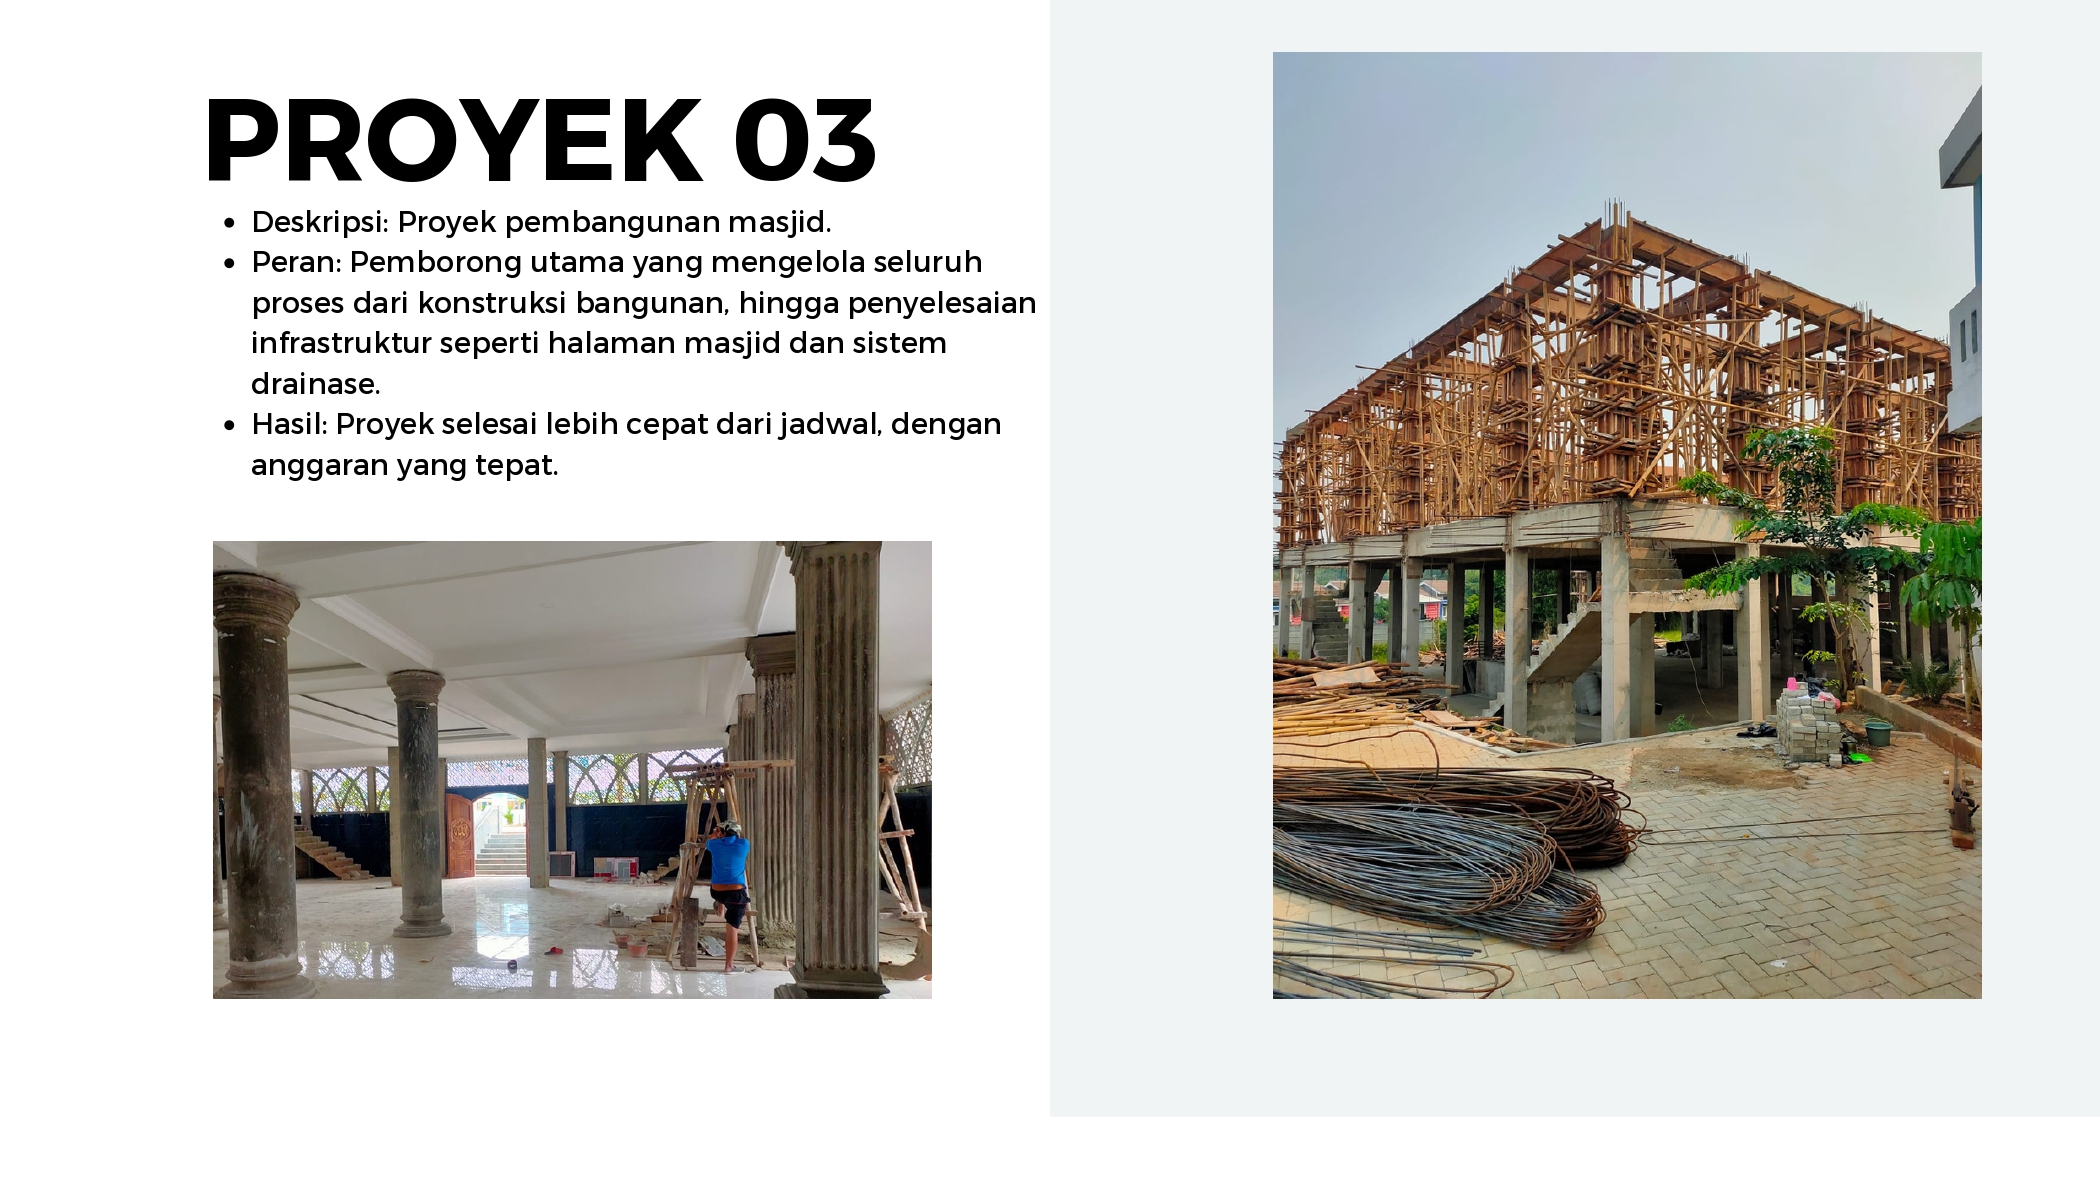 PROYEK 03
• Deskripsi: Proyek pembangunan masjid.
• Peran: Pemborong utama yang mengelola seluruh
proses dari konstruksi bangunan, hingga penyelesaian
infrastruktur seperti halaman masjid dan sistem
drainase.
• Hasil: Proyek selesai lebih cepat dari jadwal, dengan
anggaran yang tepat.